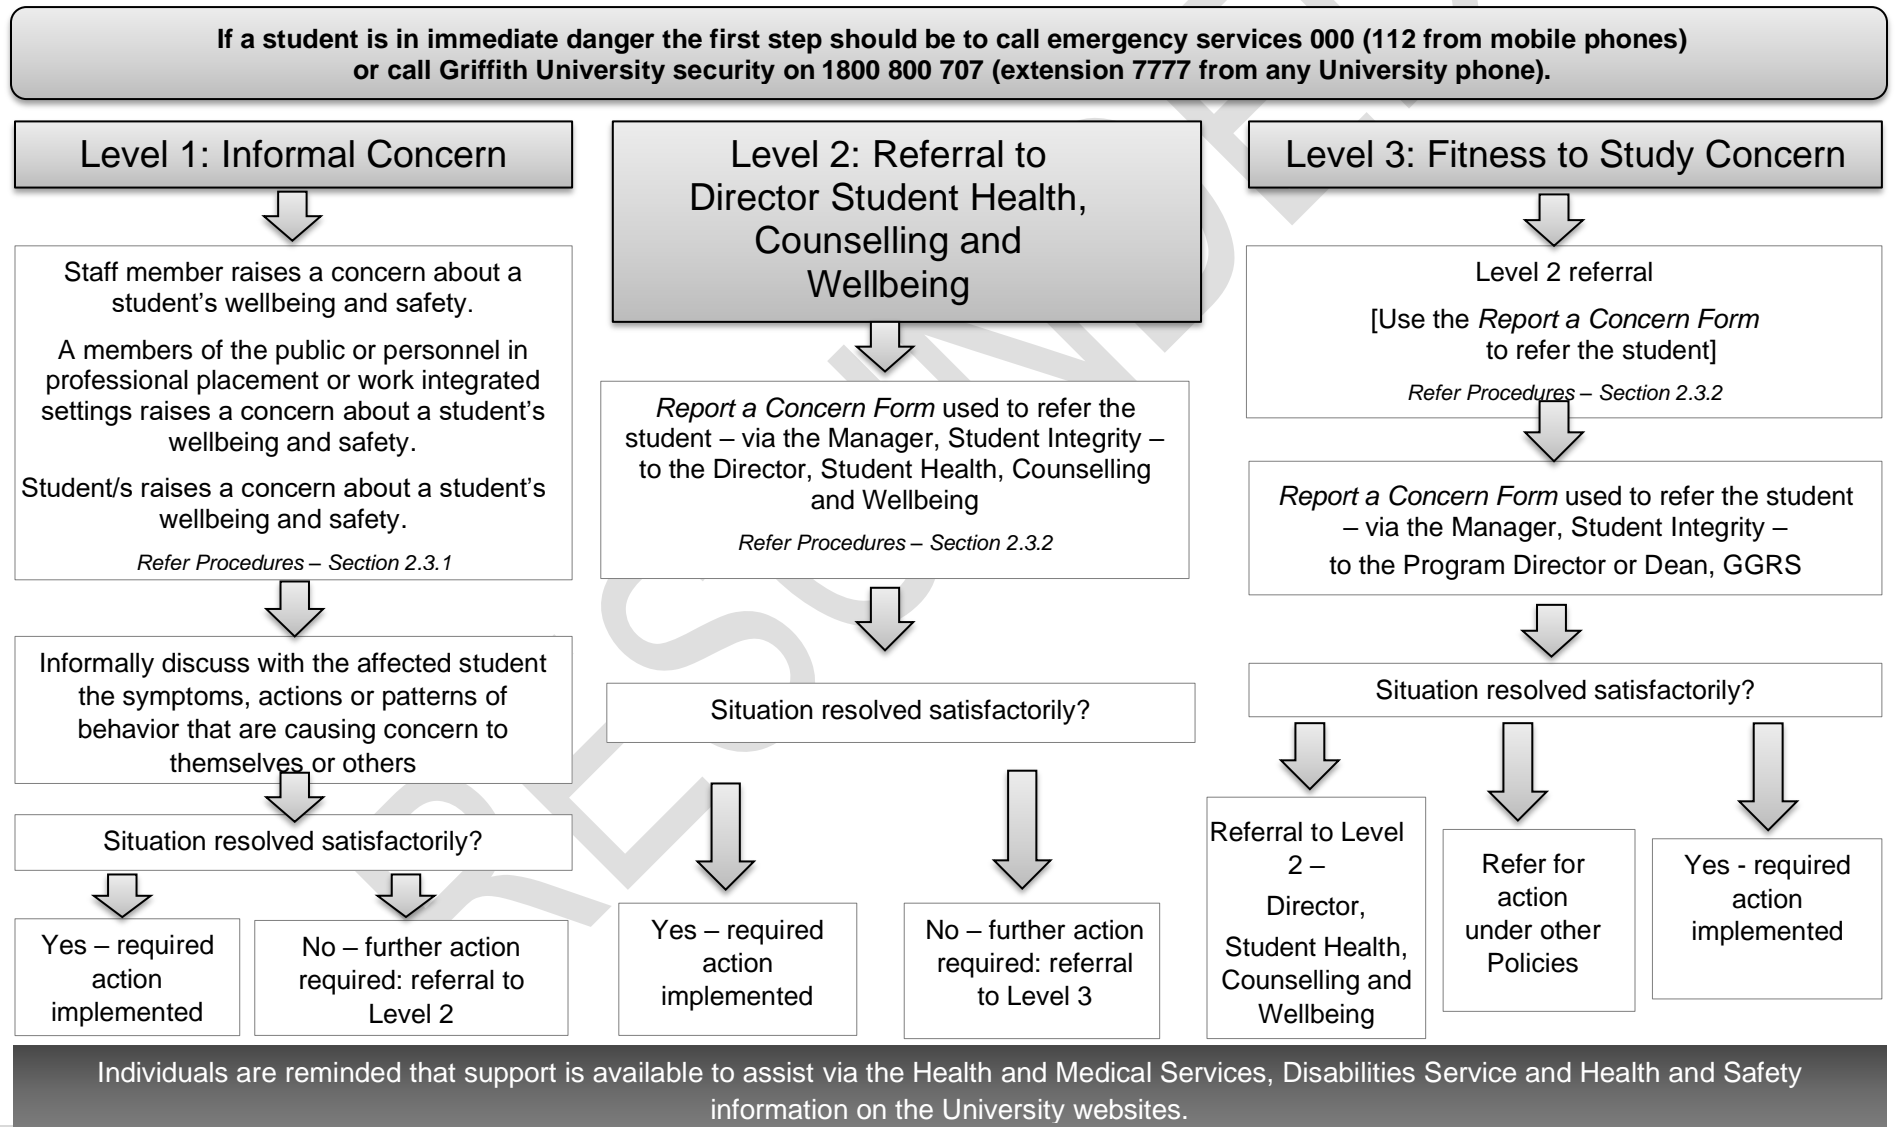 If a student is in immediate danger the first step should be to call emergency services 000 (112 from mobile phones)
or call Griffith University security on 1800 800 707 (extension 7777 from any University phone).
Level 1: Informal Concern
Staff member raises a concern about a
student’s wellbeing and safety.
A members of the public or personnel in
professional placement or work integrated
settings raises a concern about a student’s
wellbeing and safety.
Student/s raises a concern about a student’s
wellbeing and safety.
Refer Procedures – Section 2.3.1
Informally discuss with the affected student
the symptoms, actions or patterns of
behavior that are causing concern to
themselves or others
Situation resolved satisfactorily?
Yes – required
action
implemented
No – further action
required: referral to
Level 2
Level 2: Referral to
Director Student Health,
Counselling and
Wellbeing
Report a Concern Form used to refer the
student – via the Manager, Student Integrity –
to the Director, Student Health, Counselling
and Wellbeing
Refer Procedures – Section 2.3.2
Situation resolved satisfactorily?
Yes – required
action
implemented
No – further action
required: referral
to Level 3
Level 3: Fitness to Study Concern
Level 2 referral
[Use the Report a Concern Form
to refer the student]
Refer Procedures – Section 2.3.2
Report a Concern Form used to refer the student
– via the Manager, Student Integrity –
to the Program Director or Dean, GGRS
Situation resolved satisfactorily?
Referral to Level
2 –
Director,
Student Health,
Counselling and
Wellbeing
Refer for
action
under other
Policies
Yes - required
action
implemented
Individuals are reminded that support is available to assist via the Health and Medical Services, Disabilities Service and Health and Safety
information on the University websites.